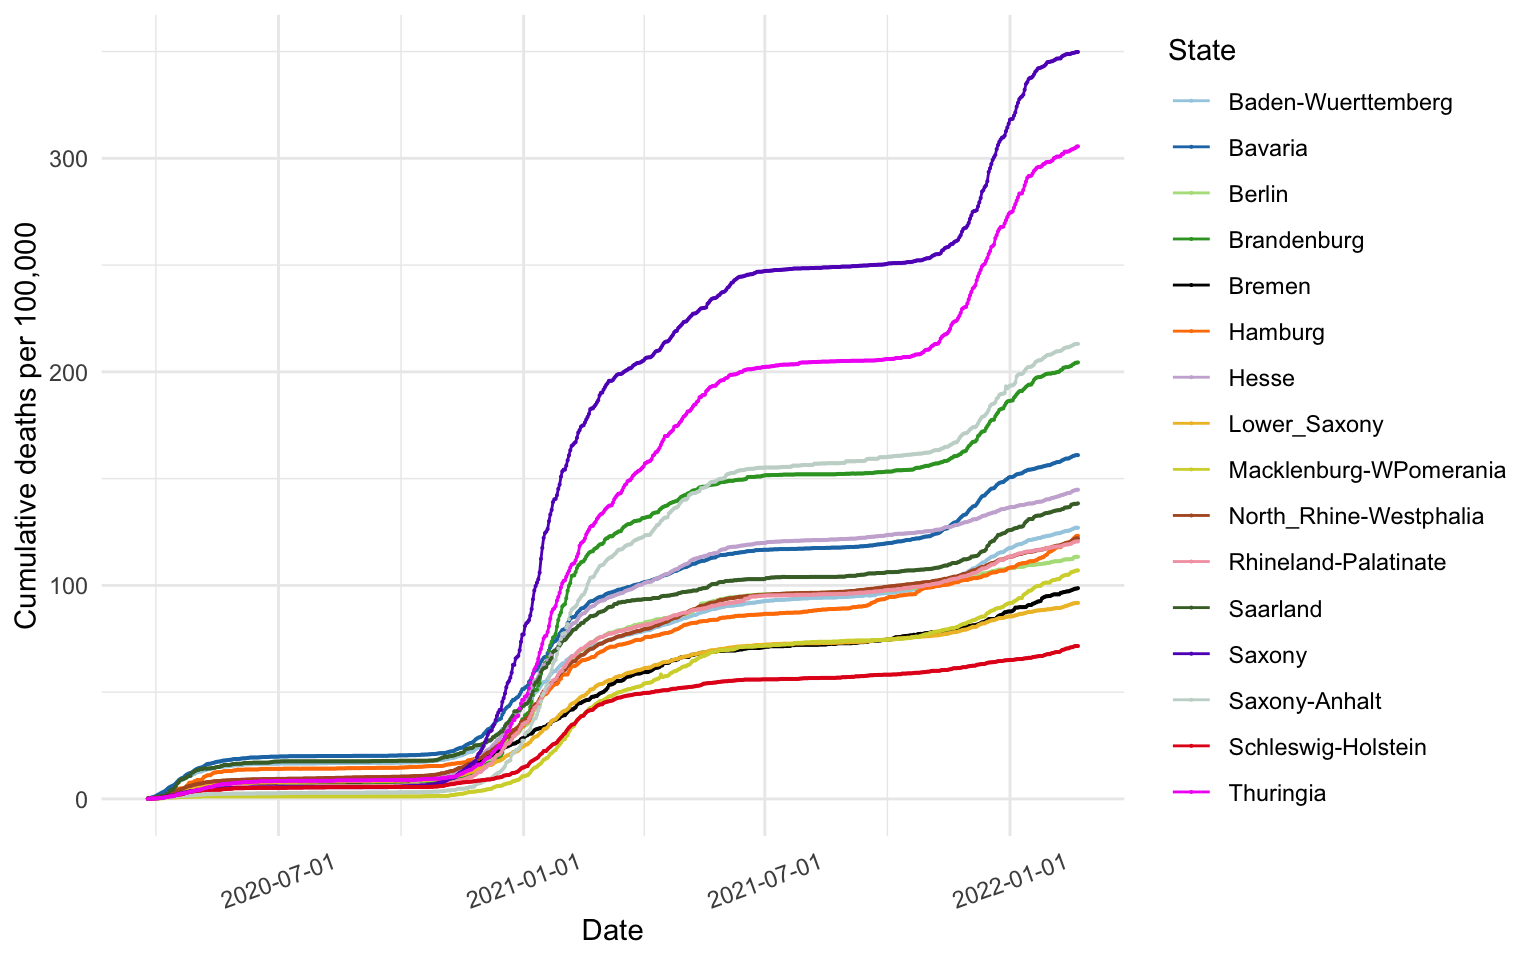 Cumulative deaths per 100,000
300
200
100
0
2020-07-01
2021-01-01
2021-07-01
2022-01-01
Date
State
Baden-Wuerttemberg
Bavaria
Berlin
Brandenburg
Bremen
Hamburg
Hesse
Lower_Saxony
Macklenburg-WPomerania
North_Rhine-Westphalia
Rhineland-Palatinate
Saarland
Saxony
Saxony-Anhalt
Schleswig-Holstein
Thuringia